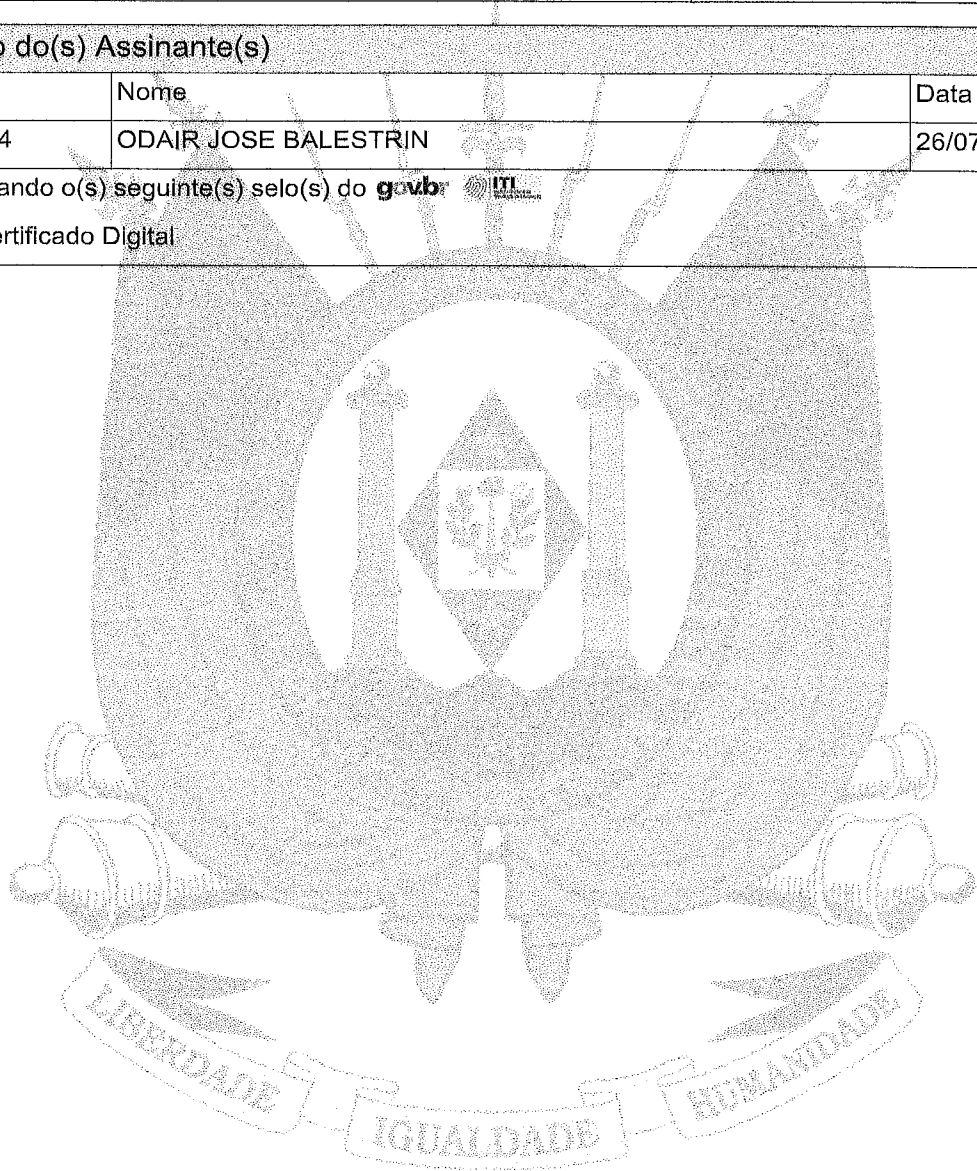 o do(s) Assinante(s)
Nome Data
4 ODAIR JOSE BALESTRIN 26/07
ando o(s) seguinte(s) selo(s) do gov.br ITI
ertificado Digital
LIBERDADE IGUALDADE HUMANIDADE